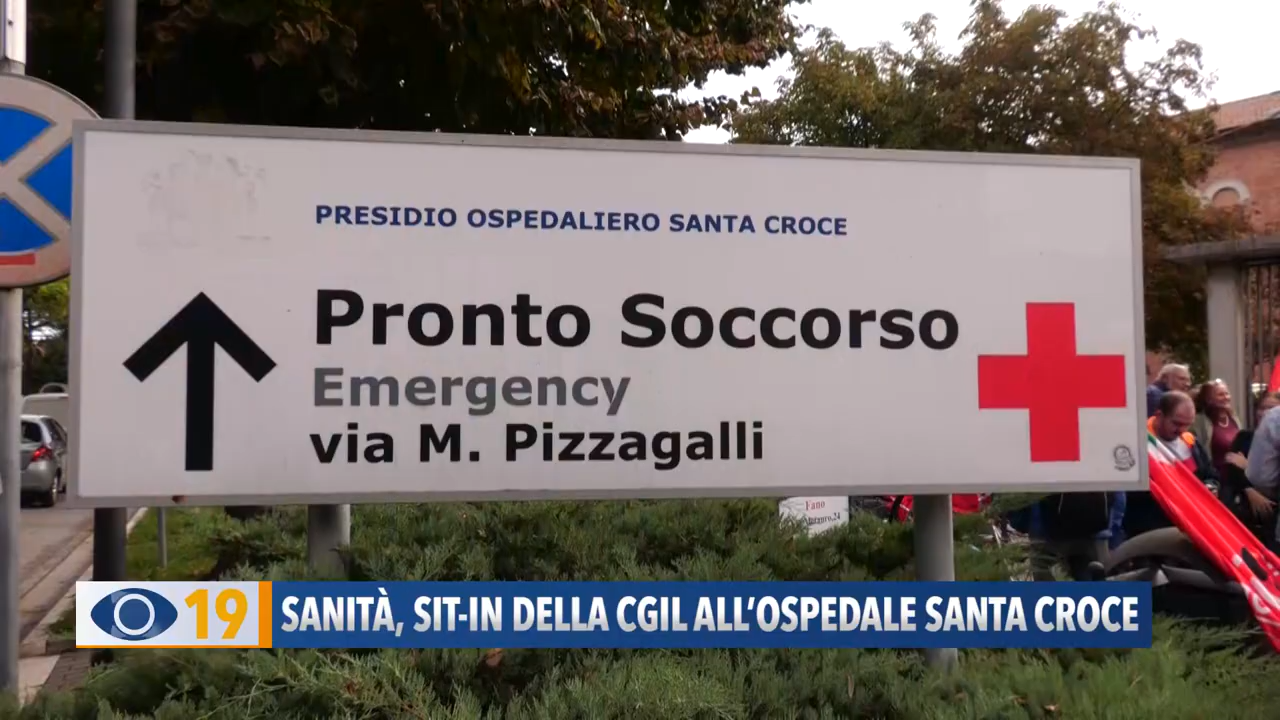 PRESIDIO OSPEDALIERO SANTA CROCE
Pronto Soccorso
Emergency
via M. Pizzagalli
Fano
19
SANITÀ, SIT-IN DELLA CGIL ALL'OSPEDALE SANTA CROCE